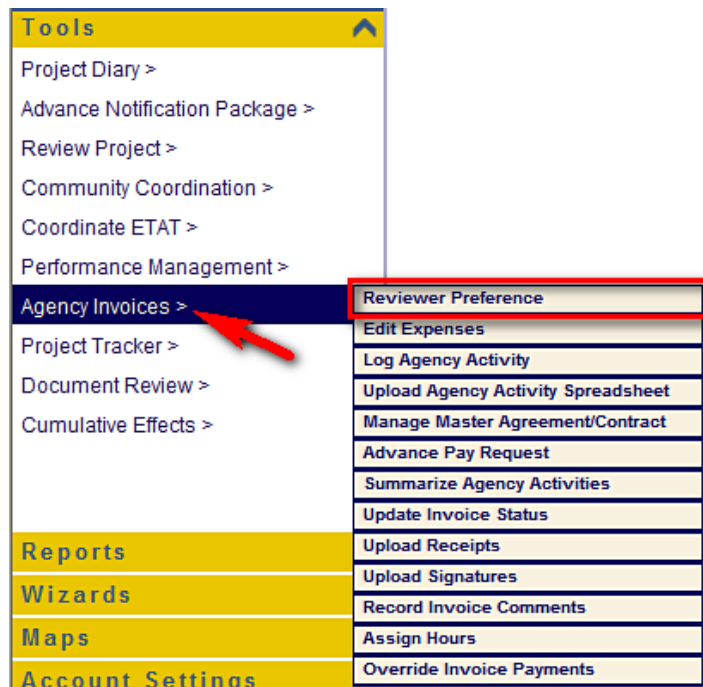 Tools
Project Diary >
Advance Notification Package >
Review Project >
Community Coordination >
Coordinate ETAT >
Performance Management >
Agency Invoices >
Project Tracker >
Document Review >
Cumulative Effects >
Reviewer Preference
Edit Expenses
Log Agency Activity
Upload Agency Activity Spreadsheet
Manage Master Agreement/Contract
Advance Pay Request
Summarize Agency Activities
Update Invoice Status
Upload Receipts
Upload Signatures
Record Invoice Comments
Assign Hours
Override Invoice Payments
Reports
Wizards
Maps
Account Settings